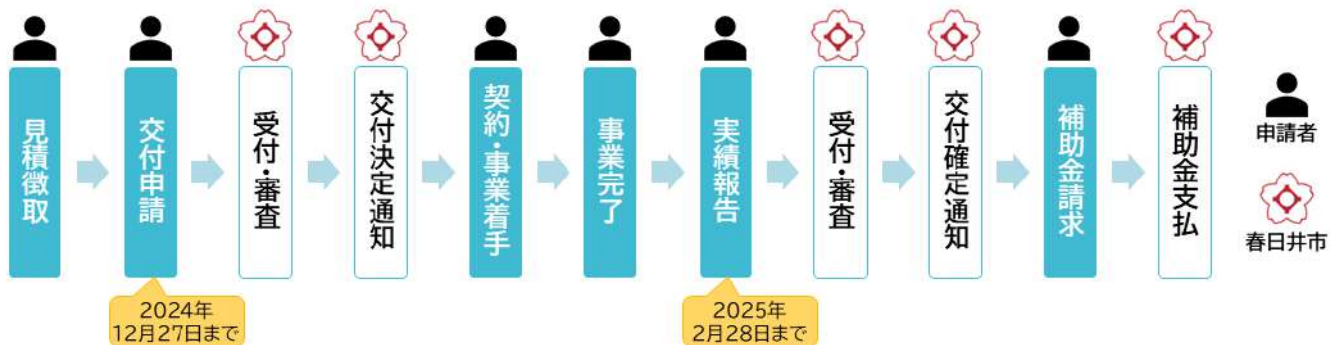 見積徴取
交付申請
受付・審査
交付決定通知
契約・事業着手
事業完了
実績報告
受付・審査
交付確定通知
補助金請求
補助金支払
申請者
春日井市
2024年
12月27日まで
2025年
2月28日まで